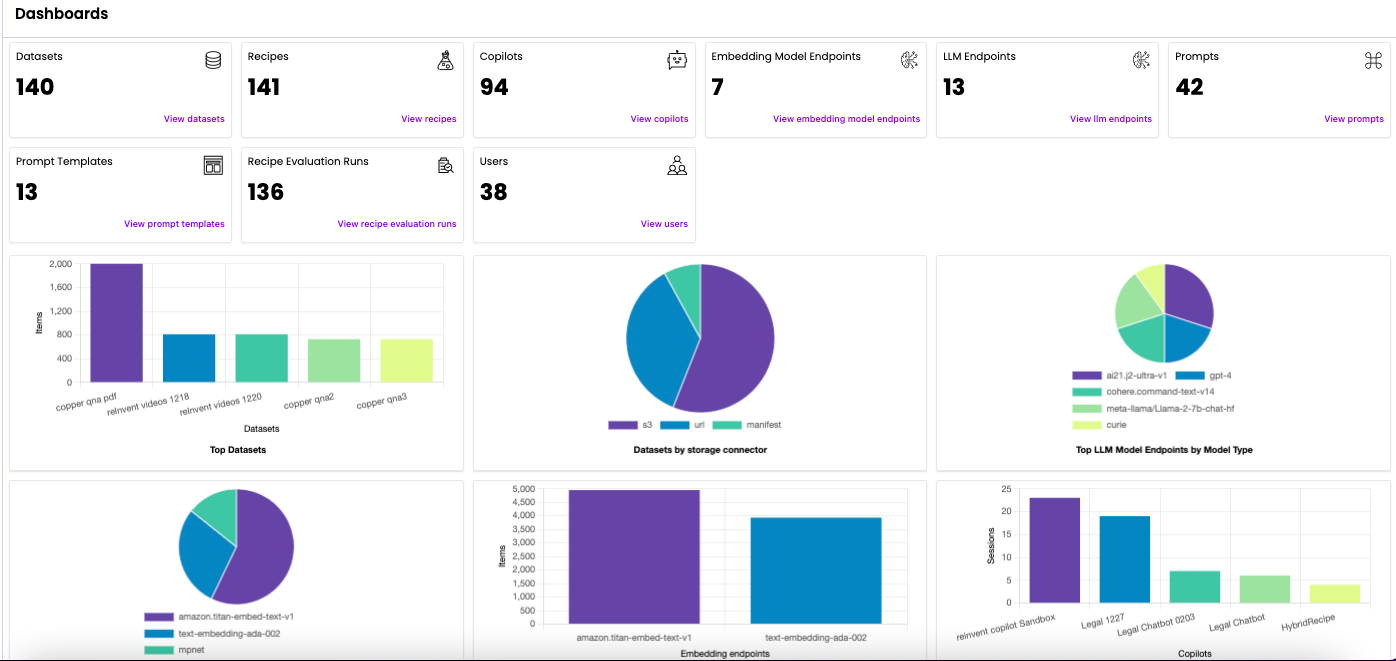 Dashboards
Datasets
140
View datasets
Recipes
141
View recipes
Copilots
94
View copilots
Embedding Model Endpoints
7
View embedding model endpoints
LLM Endpoints
13
View llm endpoints
Prompts
42
View prompts
Prompt Templates
13
View prompt templates
Recipe Evaluation Runs
136
View recipe evaluation runs
Users
38
View users
2,000
1,600
1,200
800
400
0
Items
copper qna pdf
reInvent videos 1218
reInvent videos 1220
copper qna2
copper qna3
Datasets
Top Datasets
s3 url manifest
Datasets by storage connector
ai21.j2-ultra-v1 gpt-4
cohere.command-text-v14
meta-llama/Llama-2-7b-chat-hf
curie
Top LLM Model Endpoints by Model Type
amazon.titan-embed-text-v1
text-embedding-ada-002
mpnet
5,000
4,500
4,000
3,500
3,000
2,500
2,000
1,500
1,000
500
0
Items
amazon.titan-embed-text-v1
text-embedding-ada-002
Embedding endpoints
25
20
15
10
5
0
Sessions
reinvent copilot Sandbox
Legal 1227
Legal Chatbot 0203
Legal Chatbot
HybridRecipe
Copilots